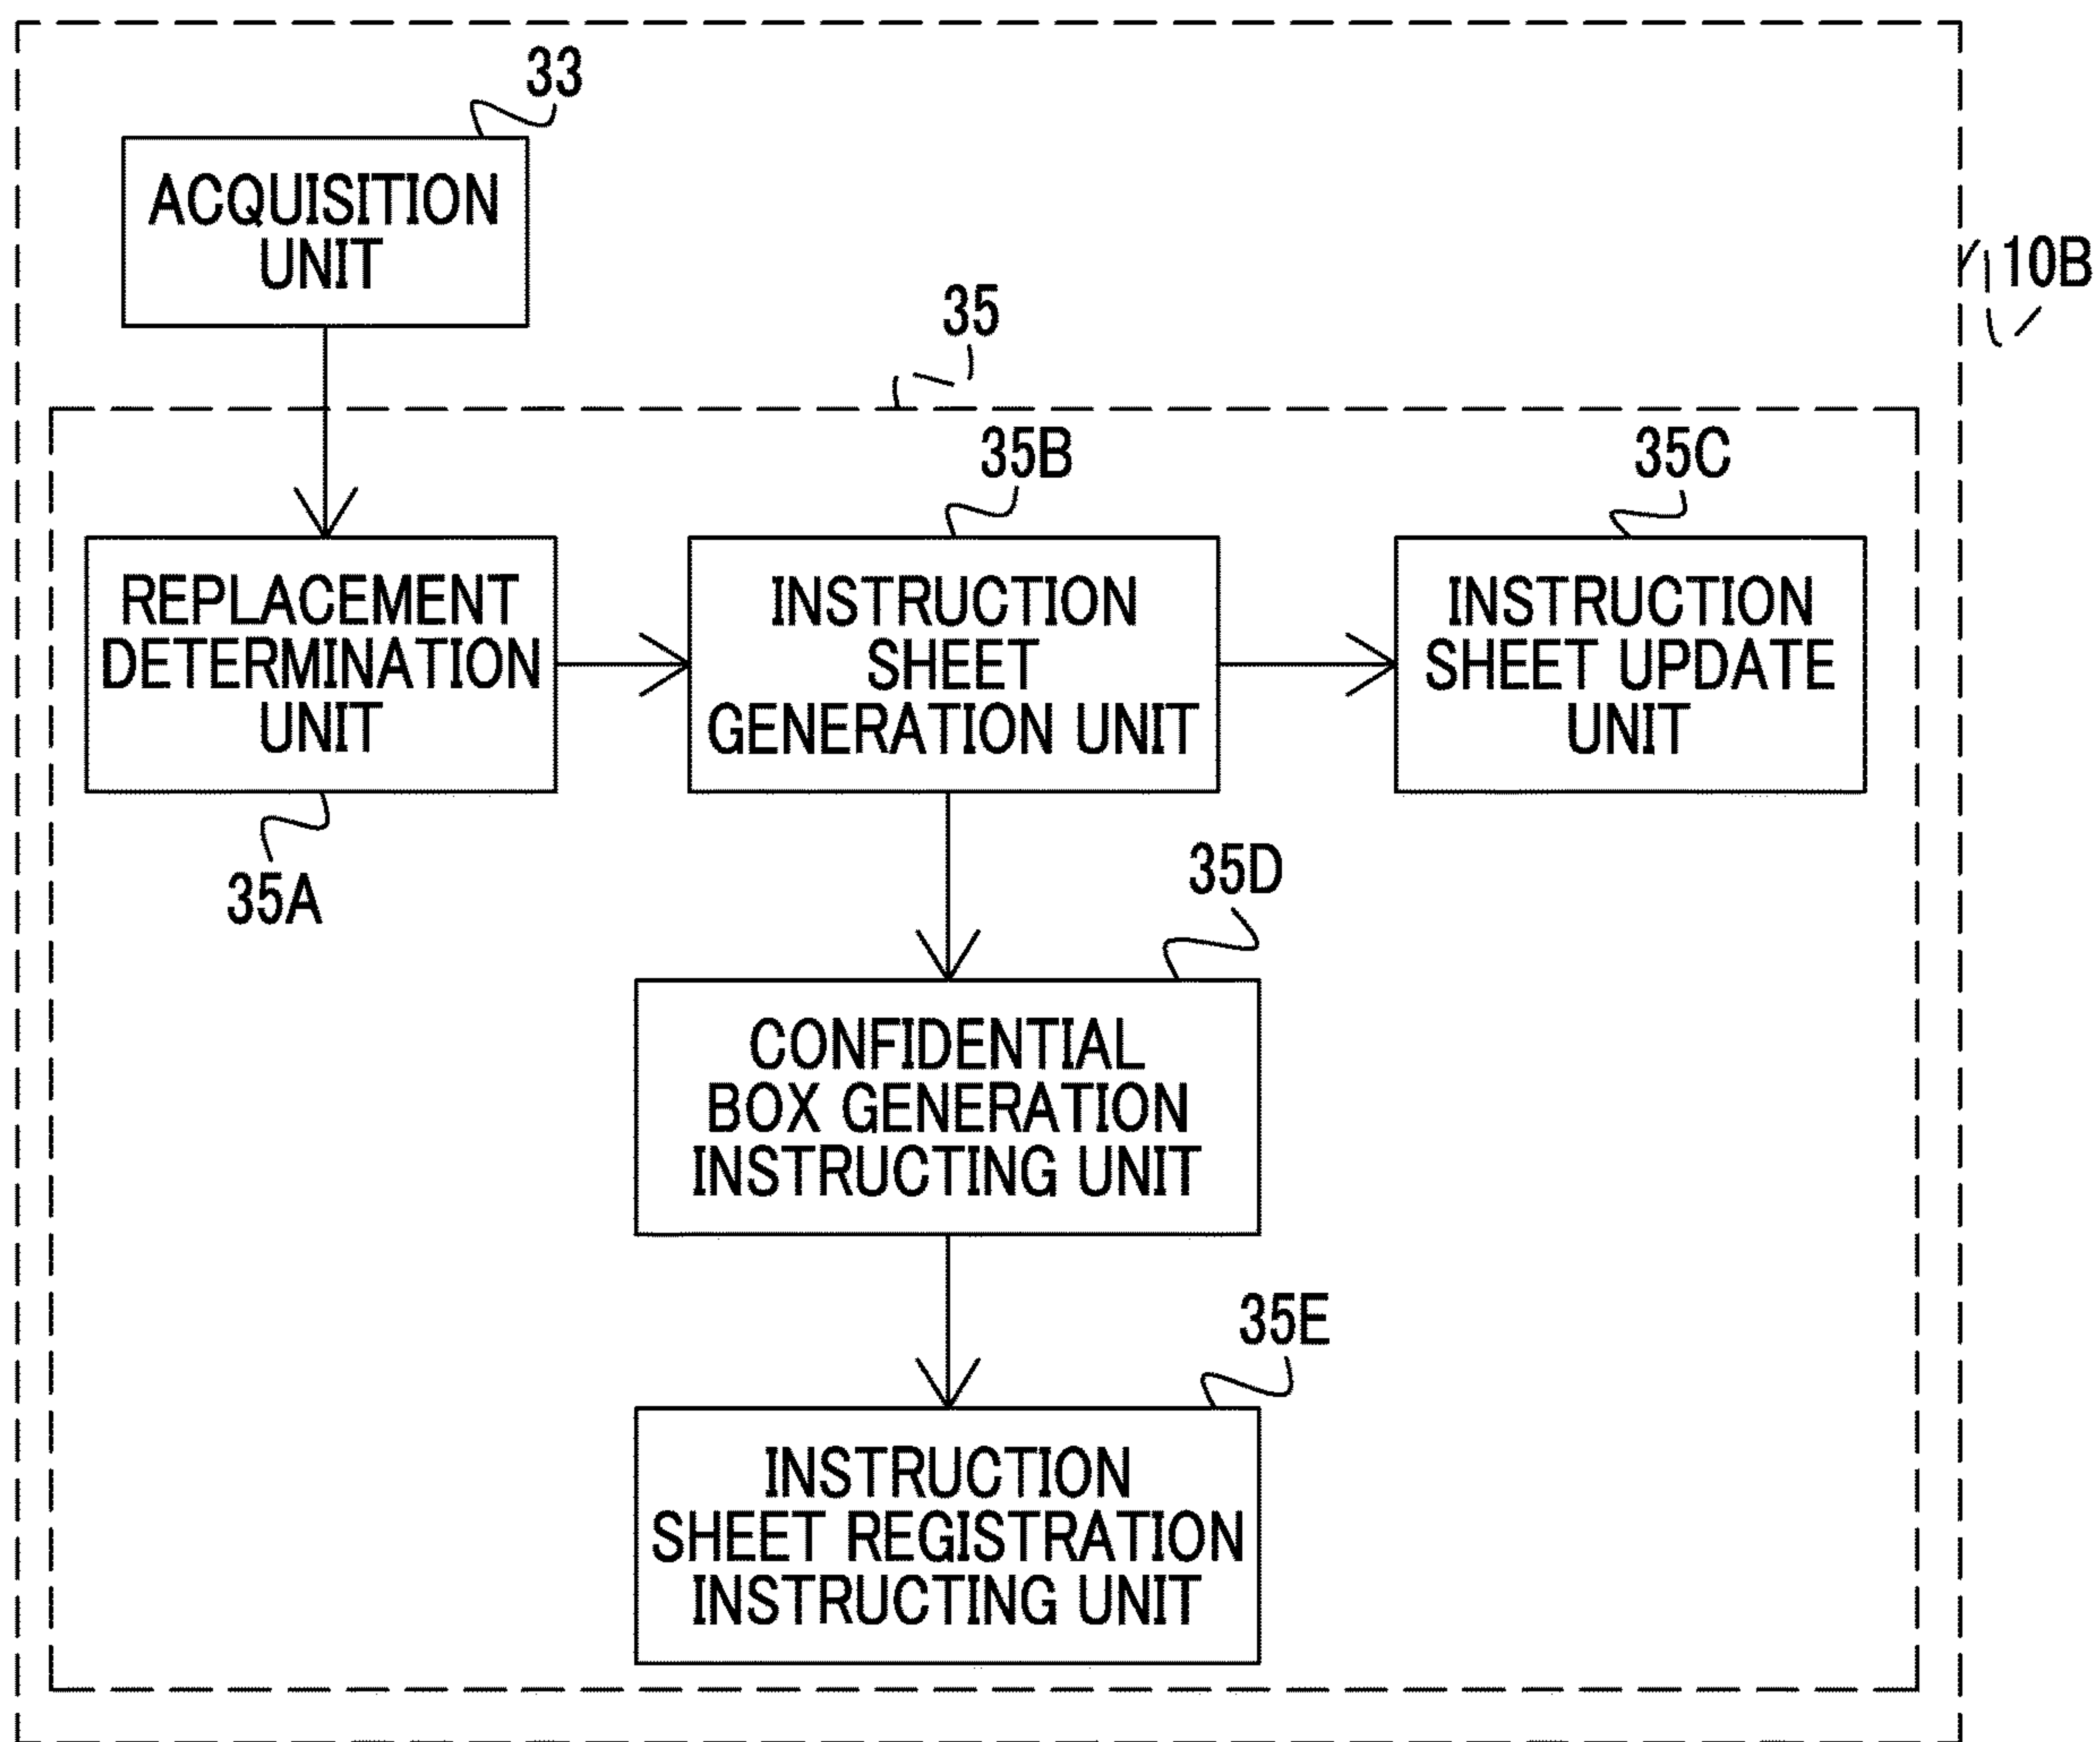 33
ACQUISITION
UNIT
10B
35
35B
35C
REPLACEMENT
DETERMINATION
UNIT
INSTRUCTION
SHEET
GENERATION UNIT
INSTRUCTION
SHEET UPDATE
UNIT
35A
35D
CONFIDENTIAL
BOX GENERATION
INSTRUCTING UNIT
35E
INSTRUCTION
SHEET REGISTRATION
INSTRUCTING UNIT